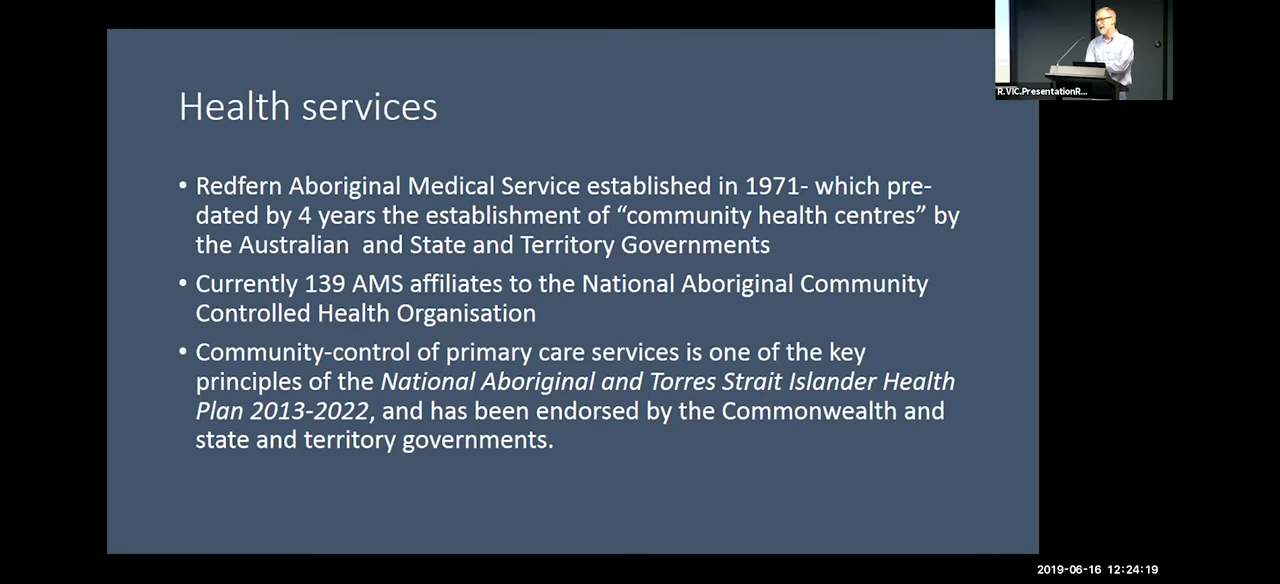 Health services
• Redfern Aboriginal Medical Service established in 1971- which pre-
dated by 4 years the establishment of “community health centres” by
the Australian  and State and Territory Governments
• Currently 139 AMS affiliates to the National Aboriginal Community
Controlled Health Organisation
• Community-control of primary care services is one of the key
principles of the National Aboriginal and Torres Strait Islander Health
Plan 2013-2022, and has been endorsed by the Commonwealth and
state and territory governments.
R.VIC.PresentationR...
2019-06-16 12:24:19